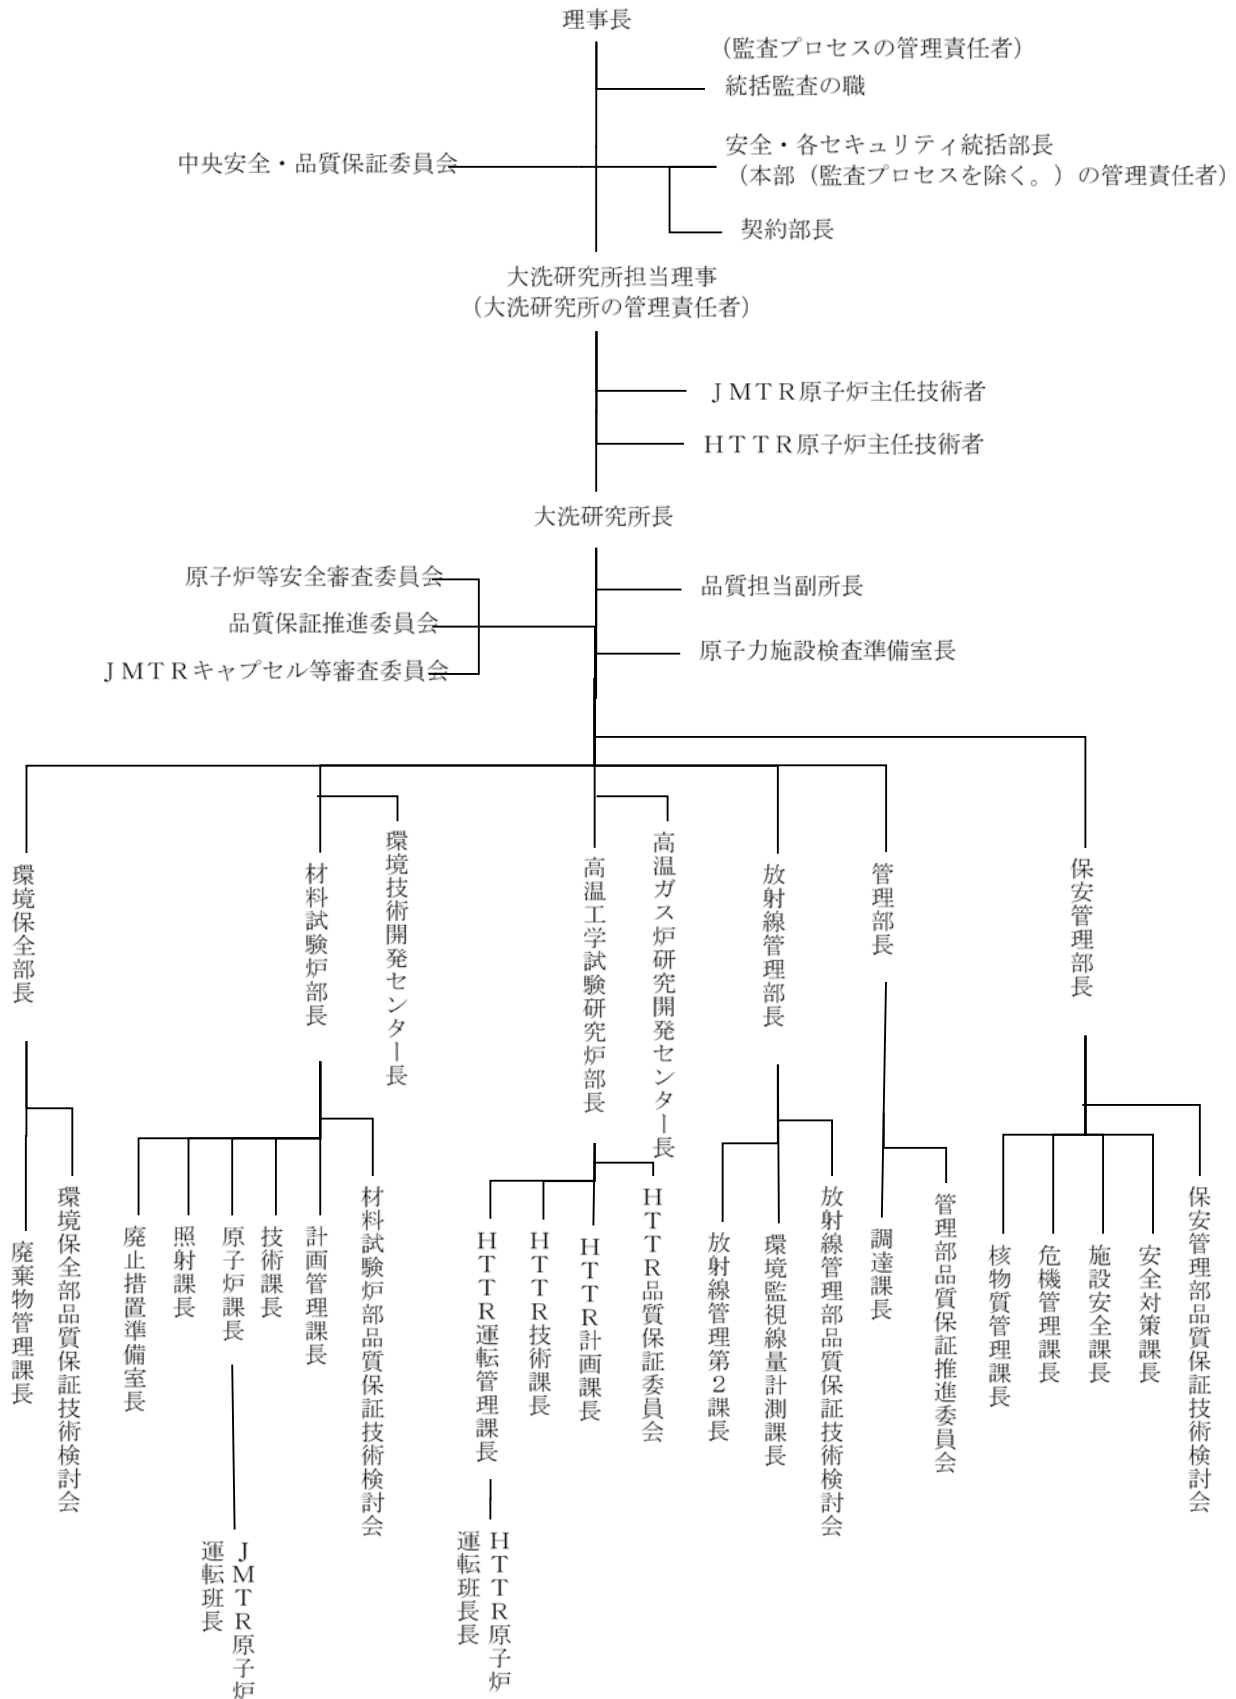 理事長
(監査プロセスの管理責任者)
統括監査の職
中央安全・品質保証委員会
安全・各セキュリティ統括部長
(本部(監査プロセスを除く。)の管理責任者)
契約部長
大洗研究所担当理事
(大洗研究所の管理責任者)
JMTR原子炉主任技術者
HTTR原子炉主任技術者
大洗研究所長
原子炉等安全審査委員会
品質担当副所長
品質保証推進委員会
原子力施設検査準備室長
JMTRキャプセル等審査委員会
環境保全部長
材料試験炉部長
環境技術開発センター長
高温工学試験研究炉部長
高温ガス炉研究開発センター長
放射線管理部長
管理部長
保安管理部長
廃棄物管理課長
環境保全部品質保証技術検討会
廃止措置準備室長
照射課長
原子炉課長
技術課長
計画管理課長
材料試験炉部品質保証技術検討会
HTTR運転管理課長
HTTR技術課長
HTTR計画課長
HTTR品質保証委員会
放射線管理第2課長
環境監視線量計測課長
放射線管理部品質保証技術検討会
調達課長
管理部品質保証推進委員会
核物質管理課長
危機管理課長
施設安全課長
安全対策課長
保安管理部品質保証技術検討会
JMTR原子炉
運転班長
HTTR原子炉
運転班長長